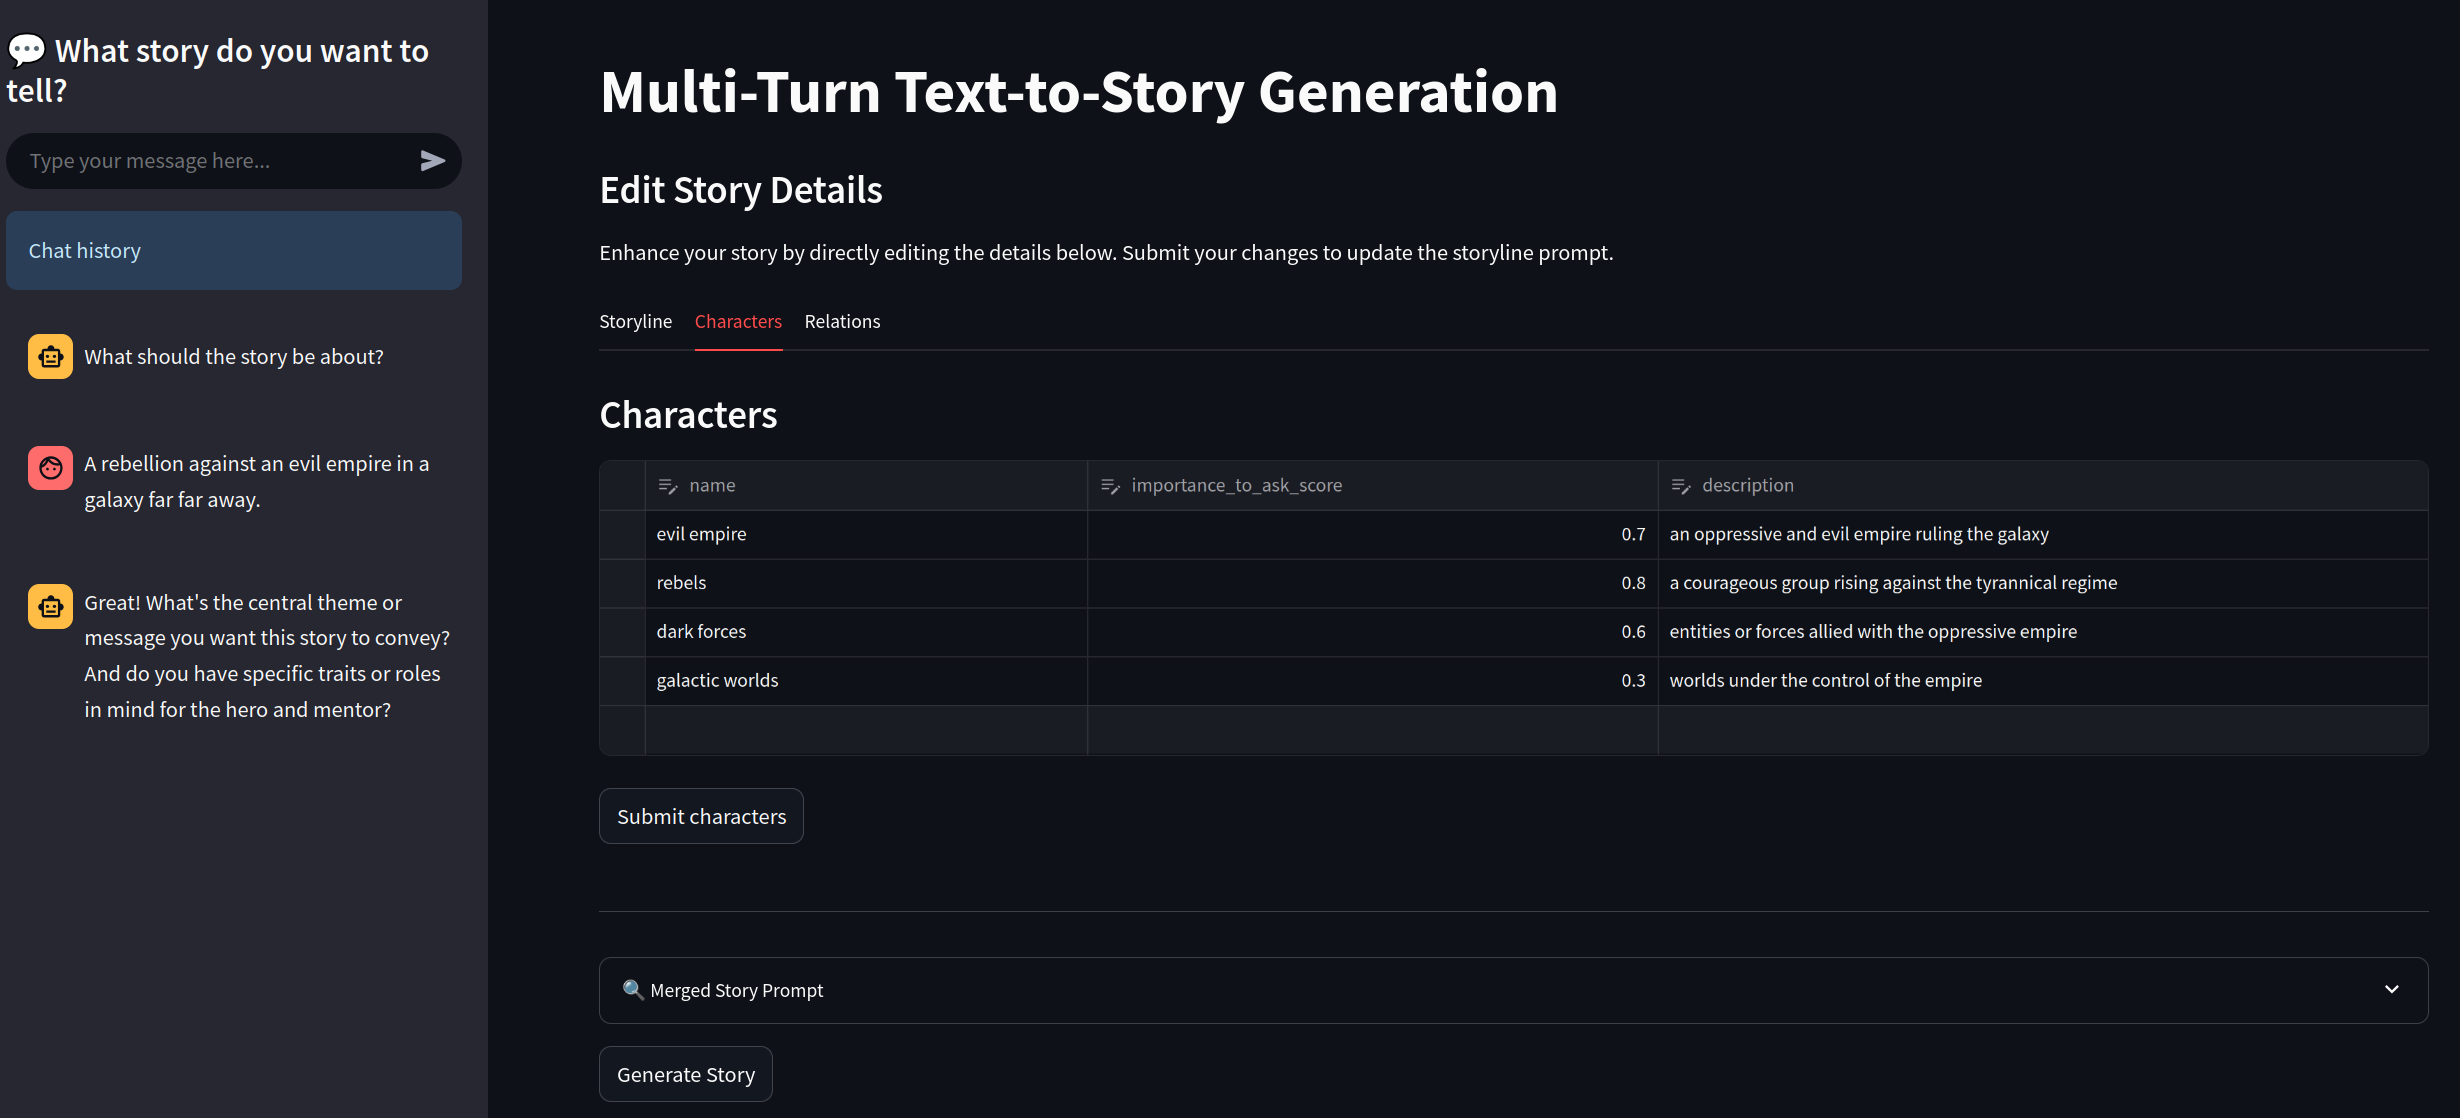 💬 What story do you want to
tell?
Type your message here...
Chat history
What should the story be about?
A rebellion against an evil empire in a
galaxy far far away.
Great! What's the central theme or
message you want this story to convey?
And do you have specific traits or roles
in mind for the hero and mentor?
Multi-Turn Text-to-Story Generation
Edit Story Details
Enhance your story by directly editing the details below. Submit your changes to update the storyline prompt.
Storyline Characters Relations
Characters
name importance_to_ask_score description
evil empire 0.7 an oppressive and evil empire ruling the galaxy
rebels 0.8 a courageous group rising against the tyrannical regime
dark forces 0.6 entities or forces allied with the oppressive empire
galactic worlds 0.3 worlds under the control of the empire
Submit characters
🔍 Merged Story Prompt
Generate Story